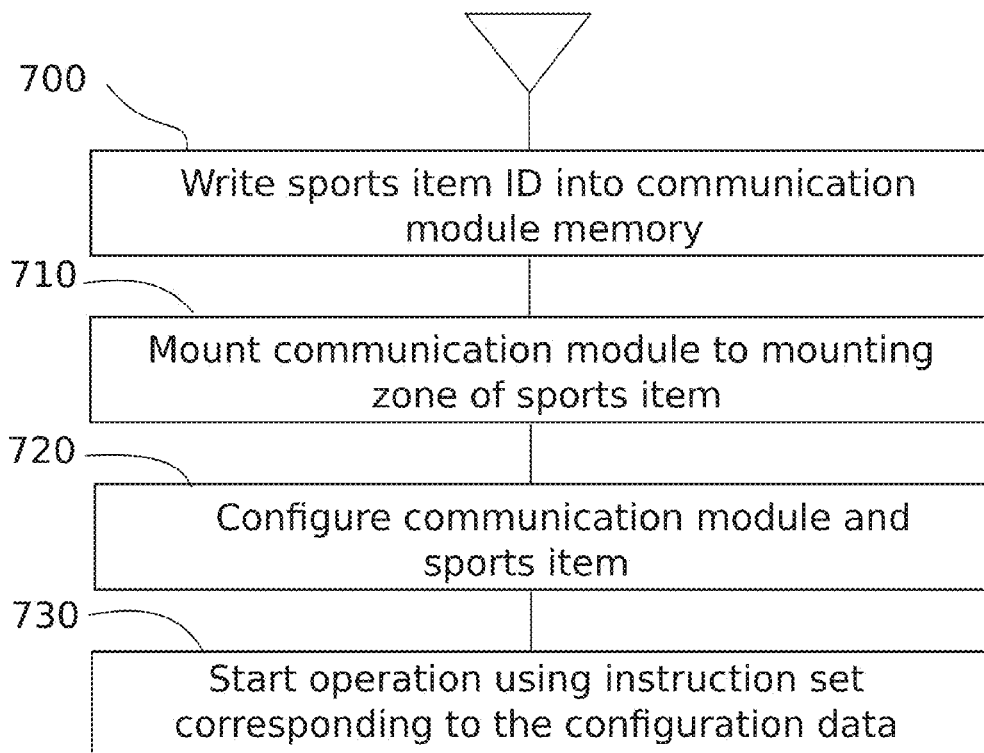 700
Write sports item ID into communication
module memory
710
Mount communication module to mounting
zone of sports item
720
Configure communication module and
sports item
730
Start operation using instruction set
corresponding to the configuration data